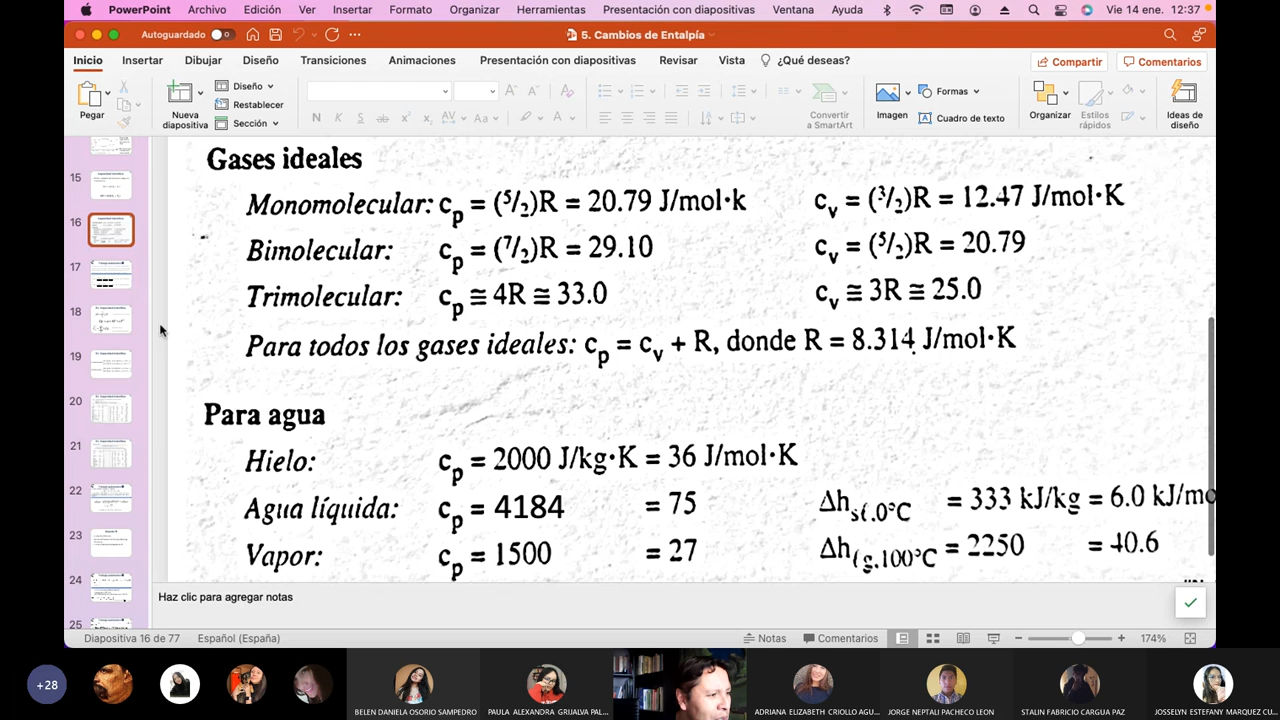 PowerPoint Archivo Edición Ver Insertar Formato Organizar Herramientas Presentación con diapositivas Ventana Ayuda Vie 14 ene. 12:37
Autoguardado 5. Cambios de Entalpía
Inicio Insertar Dibujar Diseño Transiciones Animaciones Presentación con diapositivas Revisar Vista ¿Qué desea? Compartir Comentarios
Pegar Nueva diapositiva Diseño Restablecer Sección Convertir a SmartArt Imagen Formas Cuadro de texto Organizar Estilos rápidos Ideas de diseño
Gases ideales
Monomolecular: cp = (5/2)R = 20.79 J/mol·k cv = (3/2)R = 12.47 J/mol·K
Bimolecular: cp = (7/2)R = 29.10 cv = (5/2)R = 20.79
Trimolecular: cp ≅ 4R ≅ 33.0 cv ≅ 3R ≅ 25.0
Para todos los gases ideales: cp = cv + R, donde R = 8.314 J/mol·K
Para agua
Hielo: cp = 2000 J/kg·K = 36 J/mol·K
Agua líquida: cp = 4184 = 75 Δhsℓ,0°C = 333 kJ/kg = 6.0 kJ/mo
Vapor: cp = 1500 = 27 Δhℓg,100°C = 2250 = 40.6
15
16
17
18
19
20
21
22
23
24
25
Haz clic para agregar notas
Diapositiva 16 de 77 Español (España) Notas Comentarios 174%
+28
BELEN DANIELA OSORIO SAMPEDRO PAULA ALEXANDRA GRIJALVA PAL... ADRIANA ELIZABETH CRIOLLO AGU... JORGE NEPTALI PACHECO LEON STALIN FABRICIO CARGUA PAZ JOSSELYN ESTEFANY MARQUEZ CU...